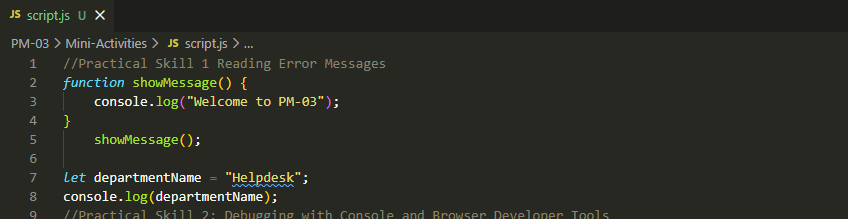 JS script.js U ×
PM-03 > Mini-Activities > JS script.js > ...
1 //Practical Skill 1 Reading Error Messages
2 function showMessage() {
3     console.log("Welcome to PM-03");
4 }
5     showMessage();
6
7 let departmentName = "Helpdesk";
8 console.log(departmentName);
9 //Practical Skill 2: Debugging with Console and Browser Developer Tools